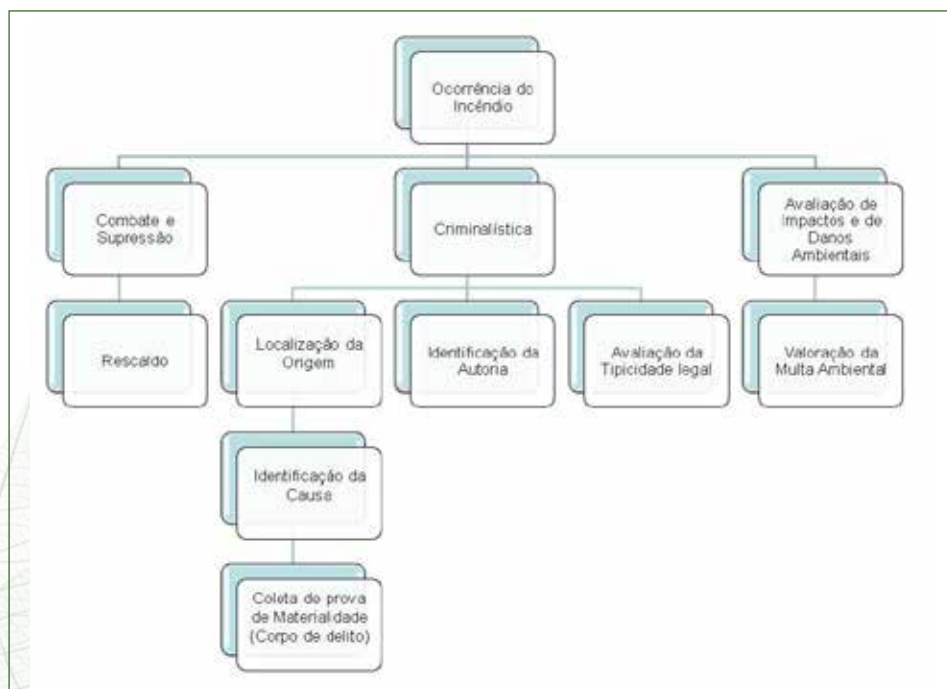 Ocorrência do
Incêndio
Combate e
Supressão
Criminalística
Avaliação de
Impactos e de
Danos
Ambientais
Rescaldo
Localização da
Origem
Identificação da
Autoria
Avaliação da
Tipicidade legal
Valoração da
Multa Ambiental
Identificação da
Causa
Coleta de prova
de Materialidade
(Corpo de delito)